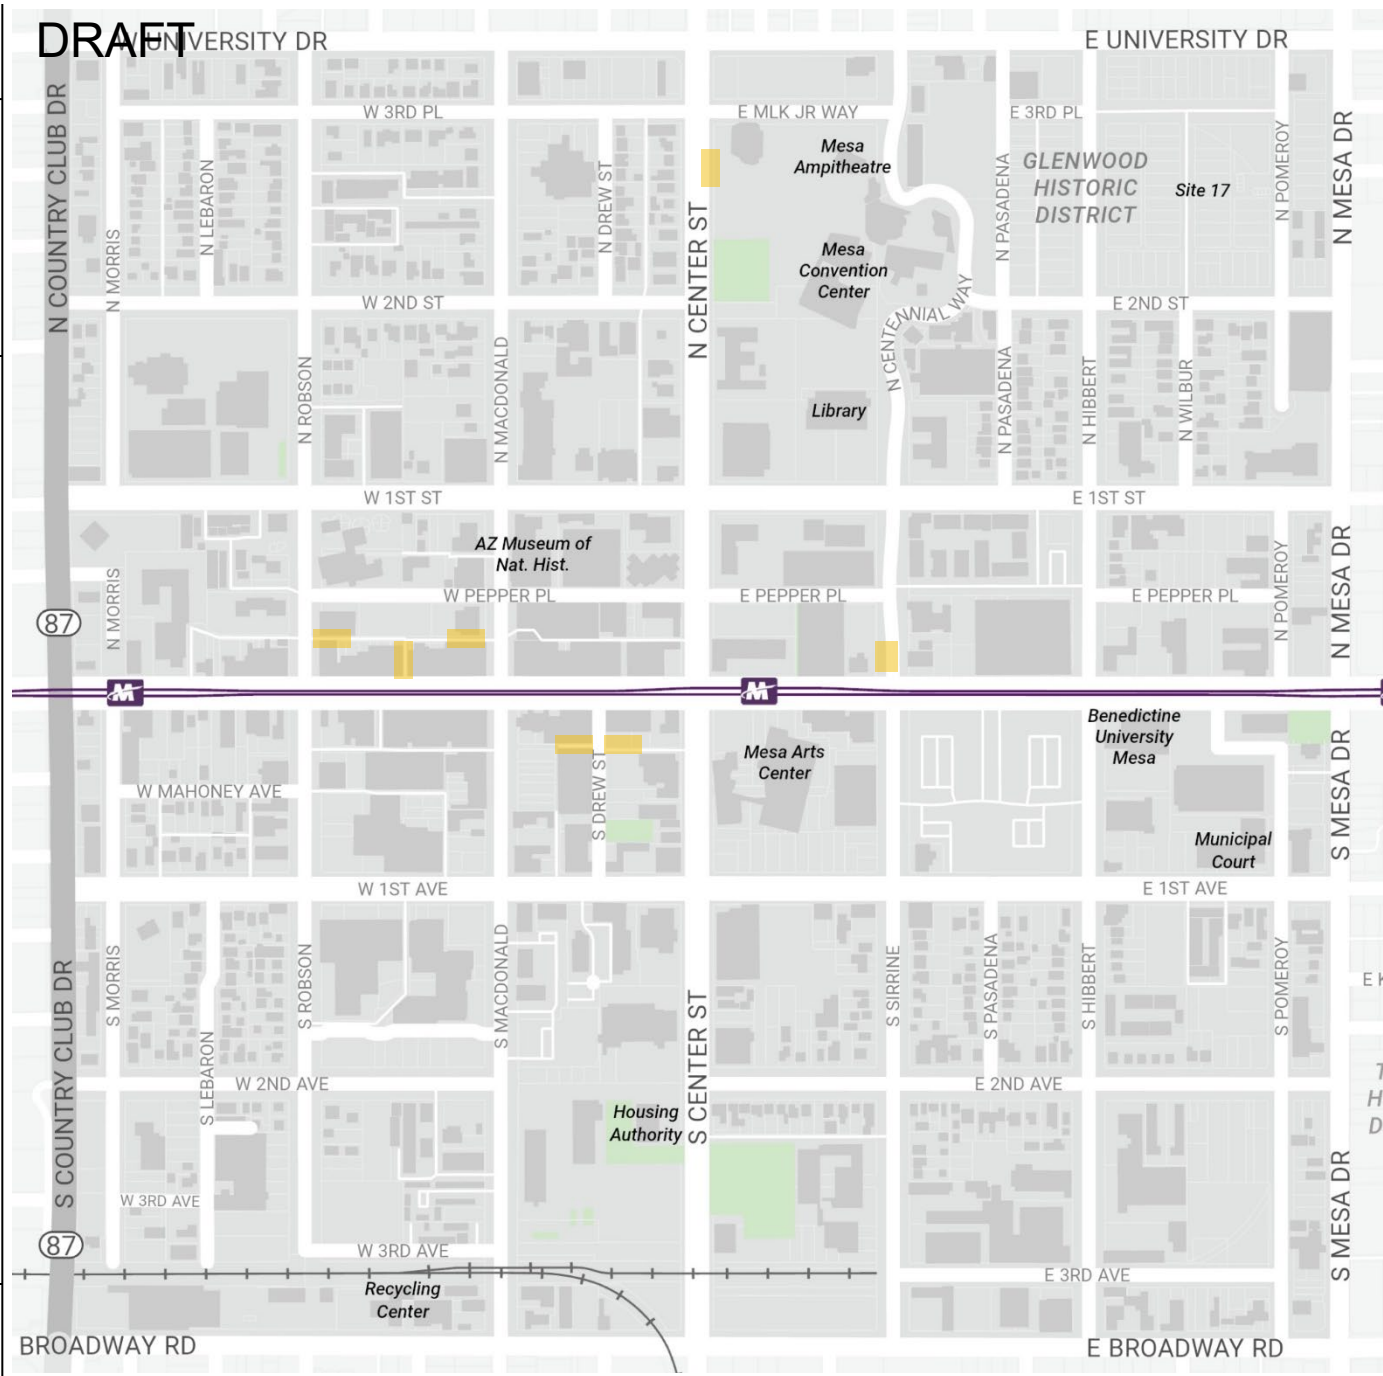 DRAFT
W UNIVERSITY DR
E UNIVERSITY DR
N COUNTRY CLUB DR
W 3RD PL
E MLK JR WAY
E 3RD PL
N MESA DR
Mesa
Ampitheatre
GLENWOOD
HISTORIC
DISTRICT
Site 17
N POMEROY
N PASADENA
N LEBARON
N DREW ST
N MORRIS
N CENTER ST
Mesa
Convention
Center
W 2ND ST
E 2ND ST
N CENTENNIAL WAY
N ROBSON
N MACDONALD
N PASADENA
N HIBBERT
N WILBUR
Library
W 1ST ST
E 1ST ST
AZ Museum of
Nat. Hist.
N MORRIS
W PEPPER PL
E PEPPER PL
E PEPPER PL
N POMEROY
N MESA DR
87
M
M
Benedictine
University
Mesa
Mesa Arts
Center
W MAHONEY AVE
S DREW ST
S MESA DR
Municipal
Court
W 1ST AVE
E 1ST AVE
S COUNTRY CLUB DR
S MORRIS
S ROBSON
S MACDONALD
S CENTER ST
S SIRRINE
S PASADENA
S HIBBERT
S POMEROY
E K
S LEBARON
W 2ND AVE
E 2ND AVE
T
H
D
Housing
Authority
W 3RD AVE
S MESA DR
87
W 3RD AVE
E 3RD AVE
Recycling
Center
BROADWAY RD
E BROADWAY RD